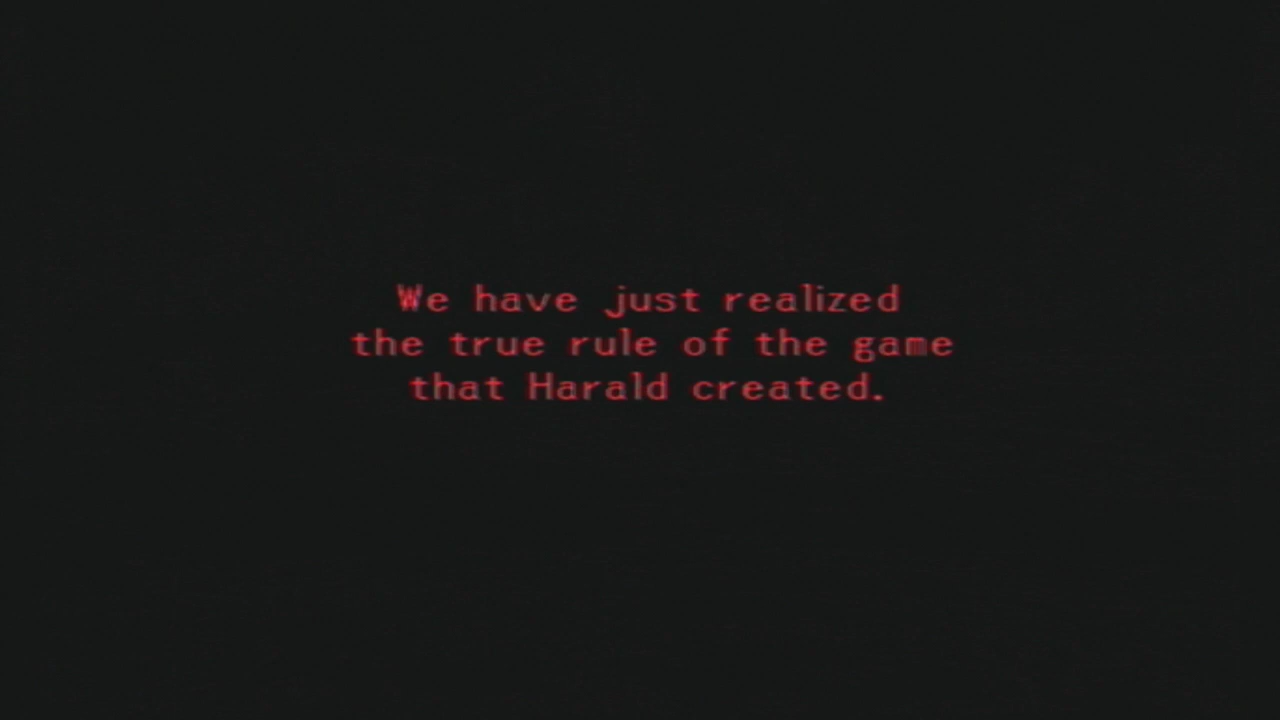 We have just realized
the true rule of the game
that Harald created.